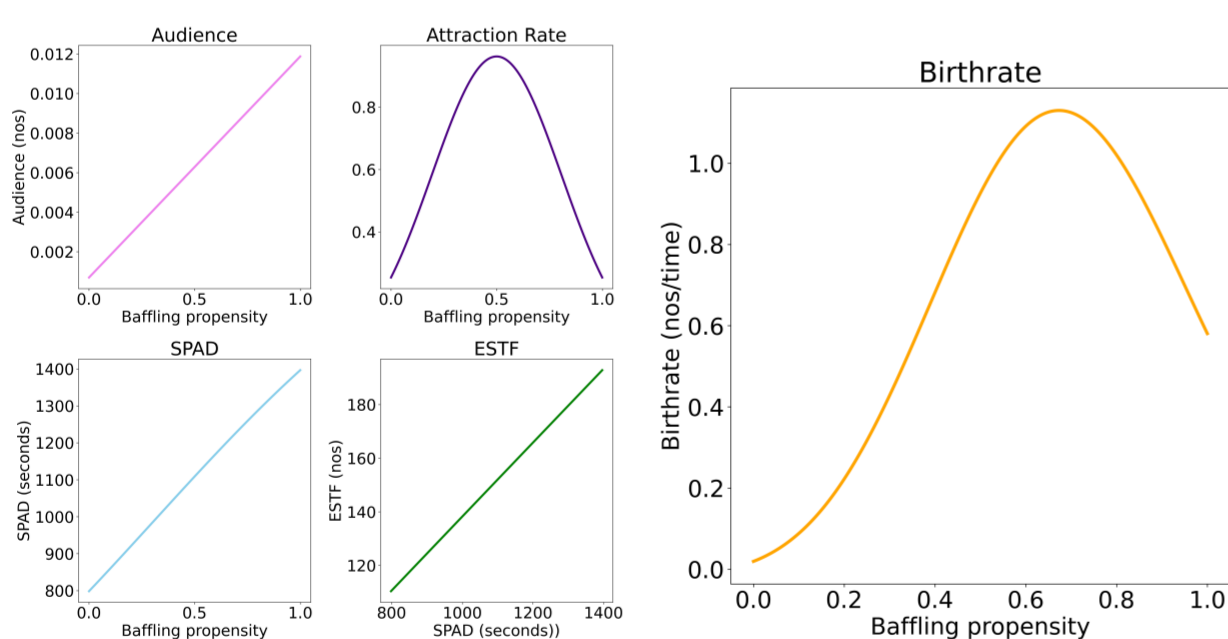 Audience
0.012
0.010
0.008
0.006
0.004
0.002
Audience (nos)
0.0 0.5 1.0
Baffling propensity
Attraction Rate
0.8
0.6
0.4
0.0 0.5 1.0
Baffling propensity
SPAD
1400
1300
1200
1100
1000
900
800
SPAD (seconds)
0.0 0.5 1.0
Baffling propensity
ESTF
180
160
140
120
ESTF (nos)
800 1000 1200 1400
SPAD (seconds))
Birthrate
1.0
0.8
0.6
0.4
0.2
0.0
Birthrate (nos/time)
0.0 0.2 0.4 0.6 0.8 1.0
Baffling propensity